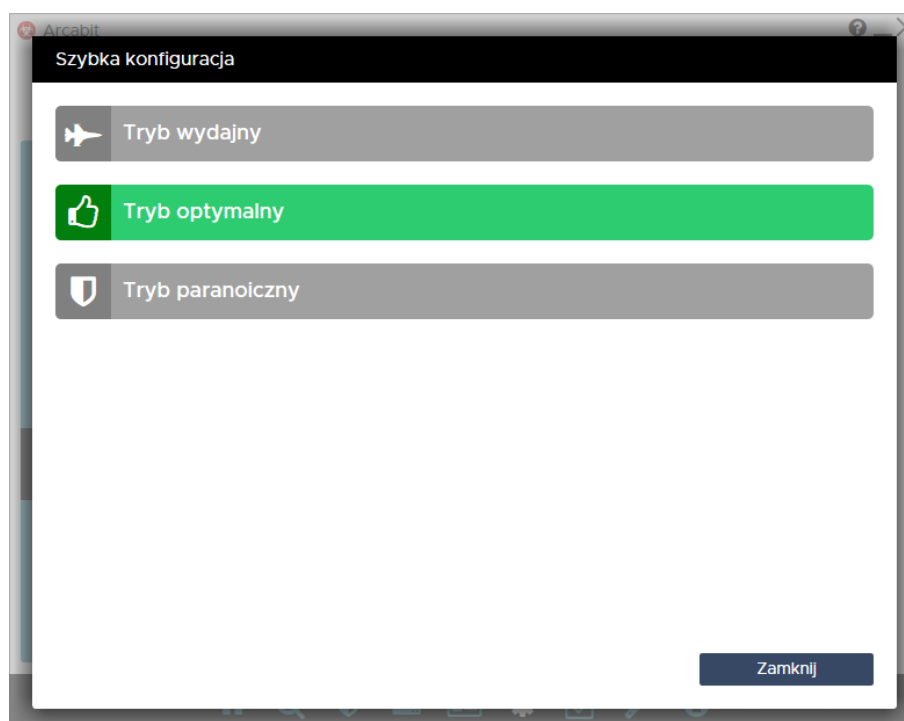 Arcabit
Szybka konfiguracja
Tryb wydajny
Tryb optymalny
Tryb paranoiczny
Zamknij